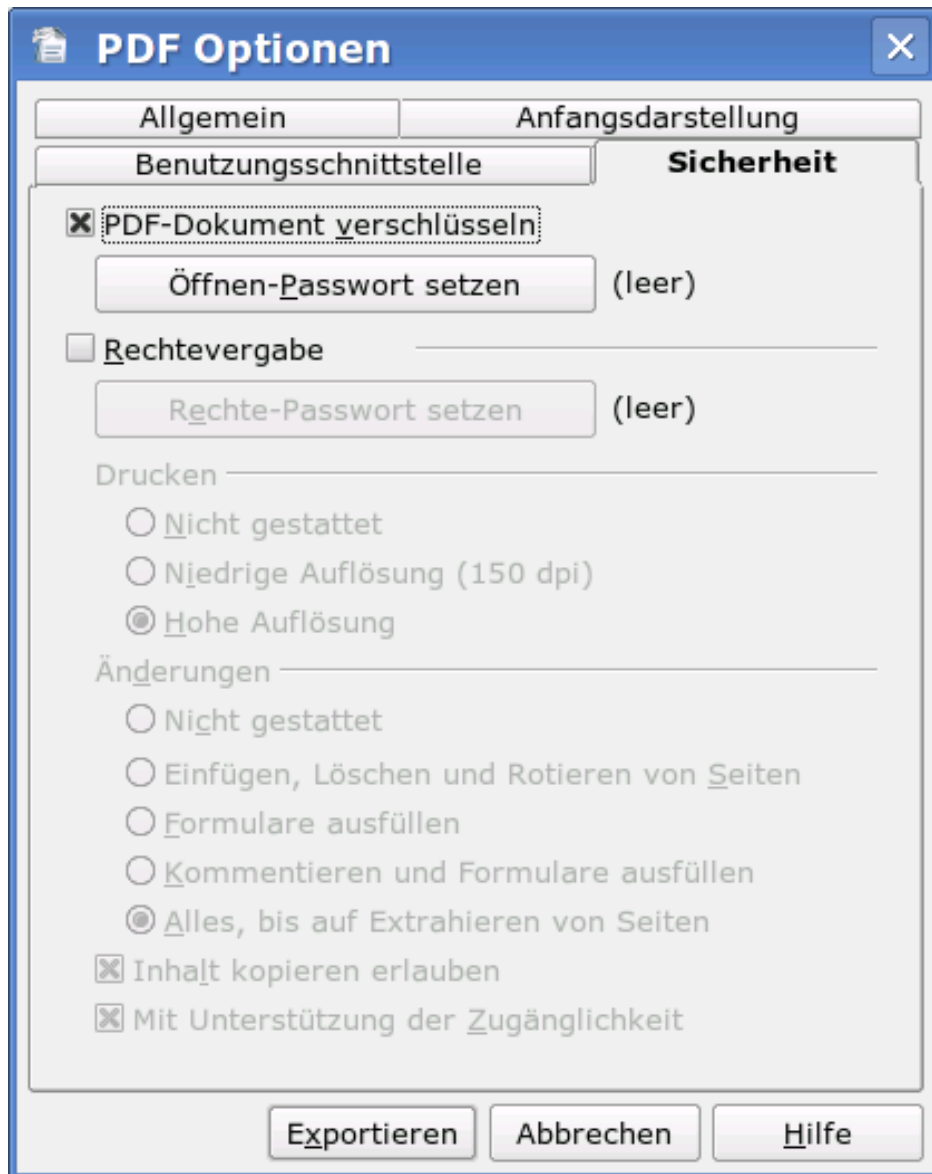 PDF Optionen
Allgemein
Anfangsdarstellung
Benutzungsschnittstelle
Sicherheit
PDF-Dokument verschlüsseln
Öffnen-Passwort setzen (leer)
Rechtevergabe
Rechte-Passwort setzen (leer)
Drucken
Nicht gestattet
Niedrige Auflösung (150 dpi)
Hohe Auflösung
Änderungen
Nicht gestattet
Einfügen, Löschen und Rotieren von Seiten
Formulare ausfüllen
Kommentieren und Formulare ausfüllen
Alles, bis auf Extrahieren von Seiten
Inhalt kopieren erlauben
Mit Unterstützung der Zugänglichkeit
Exportieren
Abbrechen
Hilfe